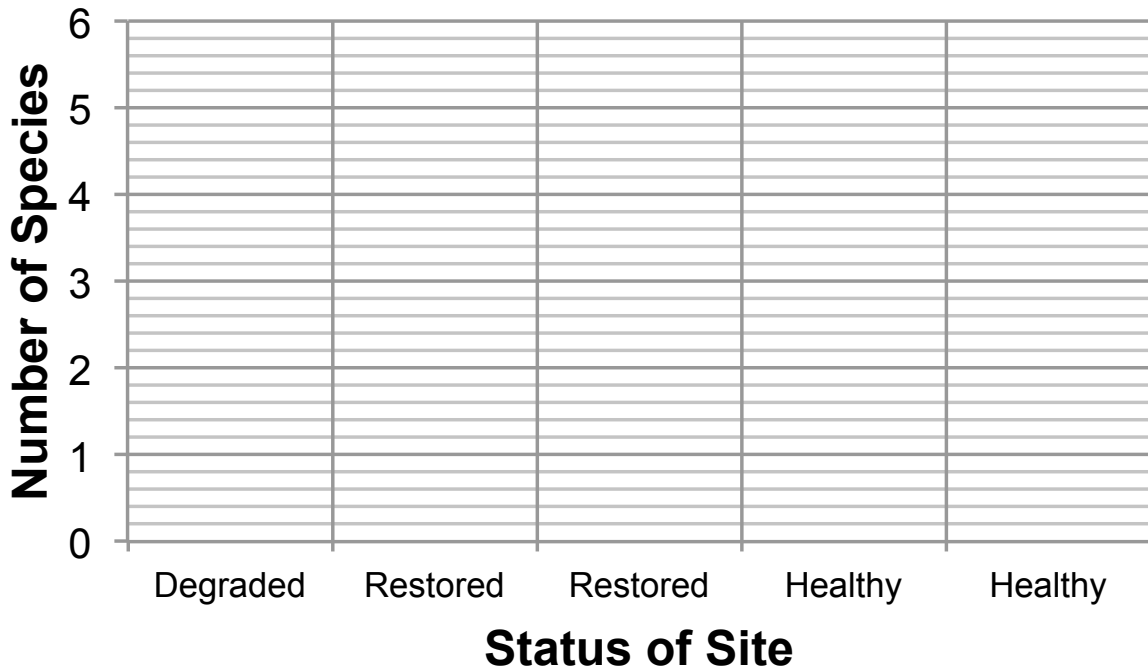 Number of Species
6
5
4
3
2
1
0
Degraded Restored Restored Healthy Healthy
Status of Site